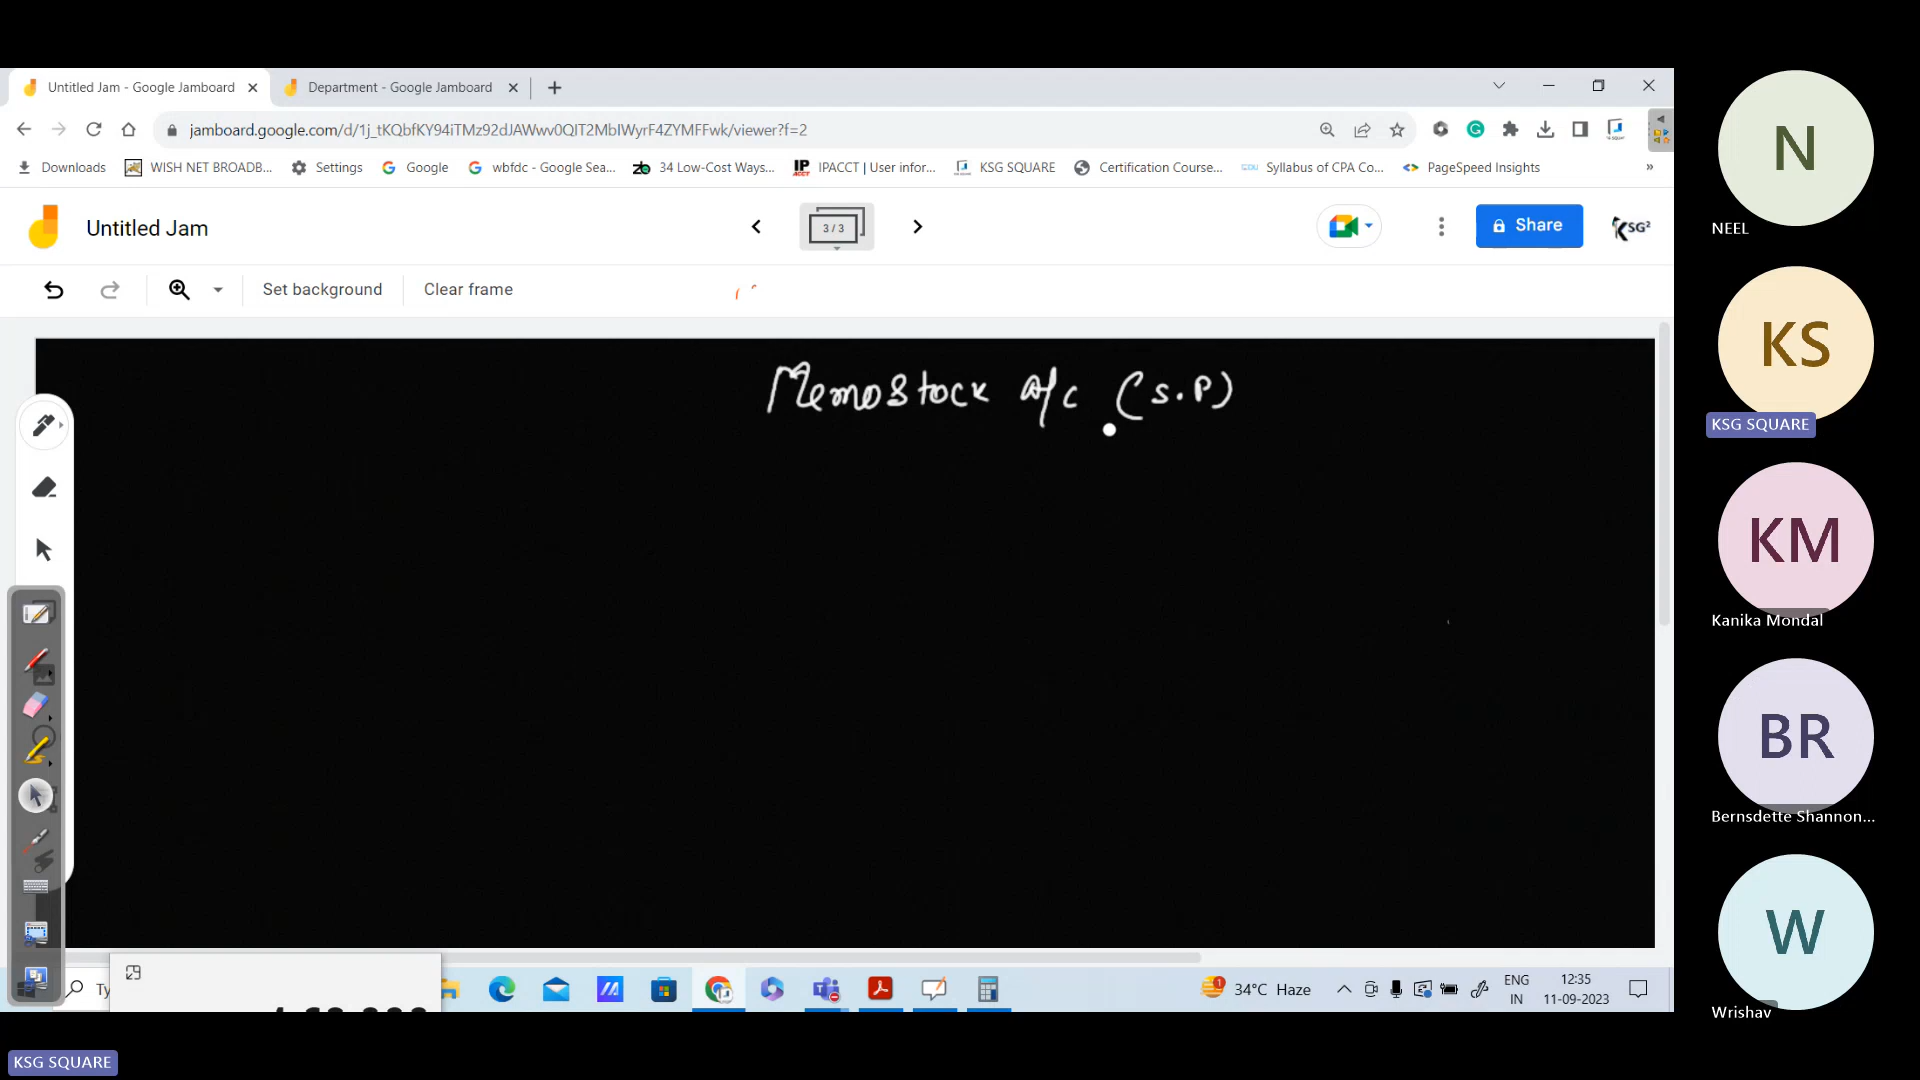 Untitled Jam - Google Jamboard
Department - Google Jamboard
jamboard.google.com/d/1j_tKQbfKY94iTMz92dJAWwv0QlT2MbIWyrF4ZYMFFwk/viewer?f=2
Downloads WISH NET BROADB... Settings Google wbfdc - Google Sea... 34 Low-Cost Ways... IPACCT | User infor... KSG SQUARE Certification Course... Syllabus of CPA Co... PageSpeed Insights »
Untitled Jam
3 / 3
Share
KSG²
Set background
Clear frame
Memo Stock A/c (S.P)
34°C Haze
ENG
IN
12:35
11-09-2023
N
NEEL
KS
KSG SQUARE
KM
Kanika Mondal
BR
Bernsdette Shannon...
W
Wrishav
KSG SQUARE